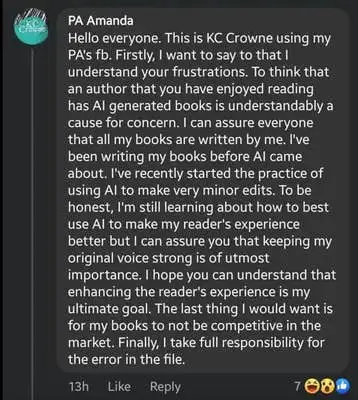 KC
Crowne
PA Amanda
Hello everyone. This is KC Crowne using my
PA's fb. Firstly, I want to say to that I
understand your frustrations. To think that
an author that you have enjoyed reading
has AI generated books is understandably a
cause for concern. I can assure everyone
that all my books are written by me. I've
been writing my books before AI came
about. I've recently started the practice of
using AI to make very minor edits. To be
honest, I'm still learning about how to best
use AI to make my reader's experience
better but I can assure you that keeping my
original voice strong is of utmost
importance. I hope you can understand that
enhancing the reader's experience is my
ultimate goal. The last thing I would want is
for my books to not be competitive in the
market. Finally, I take full responsibility for
the error in the file.
13h Like Reply 7